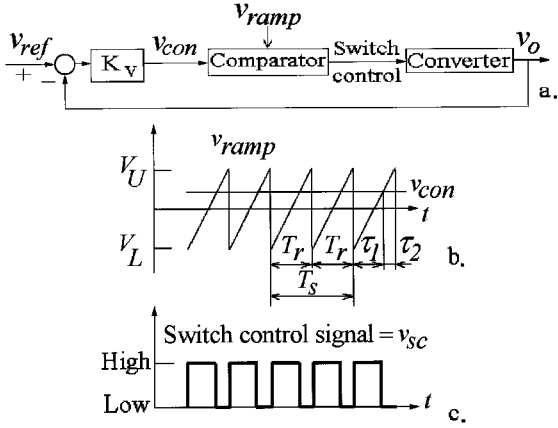 v_ramp
v_ref v_con Switch v_o
+ − K_v Comparator control Converter
a.
v_ramp
V_U
v_con
t
V_L T_r T_r τ_1 τ_2 b.
T_s
Switch control signal = v_sc
High
Low t
c.